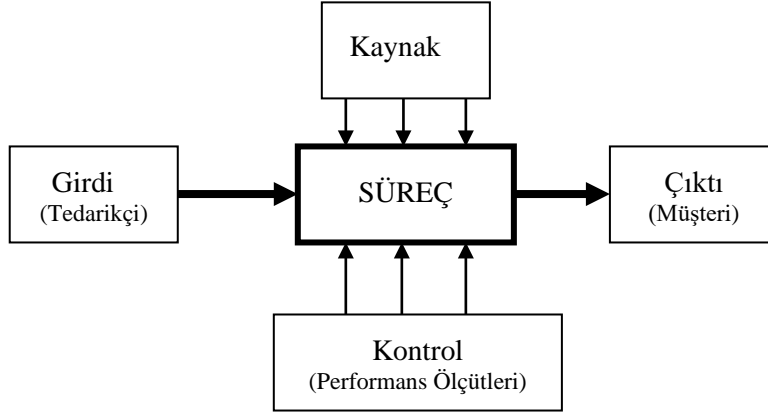 Kaynak
Girdi
(Tedarikçi)
SÜREÇ
Çıktı
(Müşteri)
Kontrol
(Performans Ölçütleri)